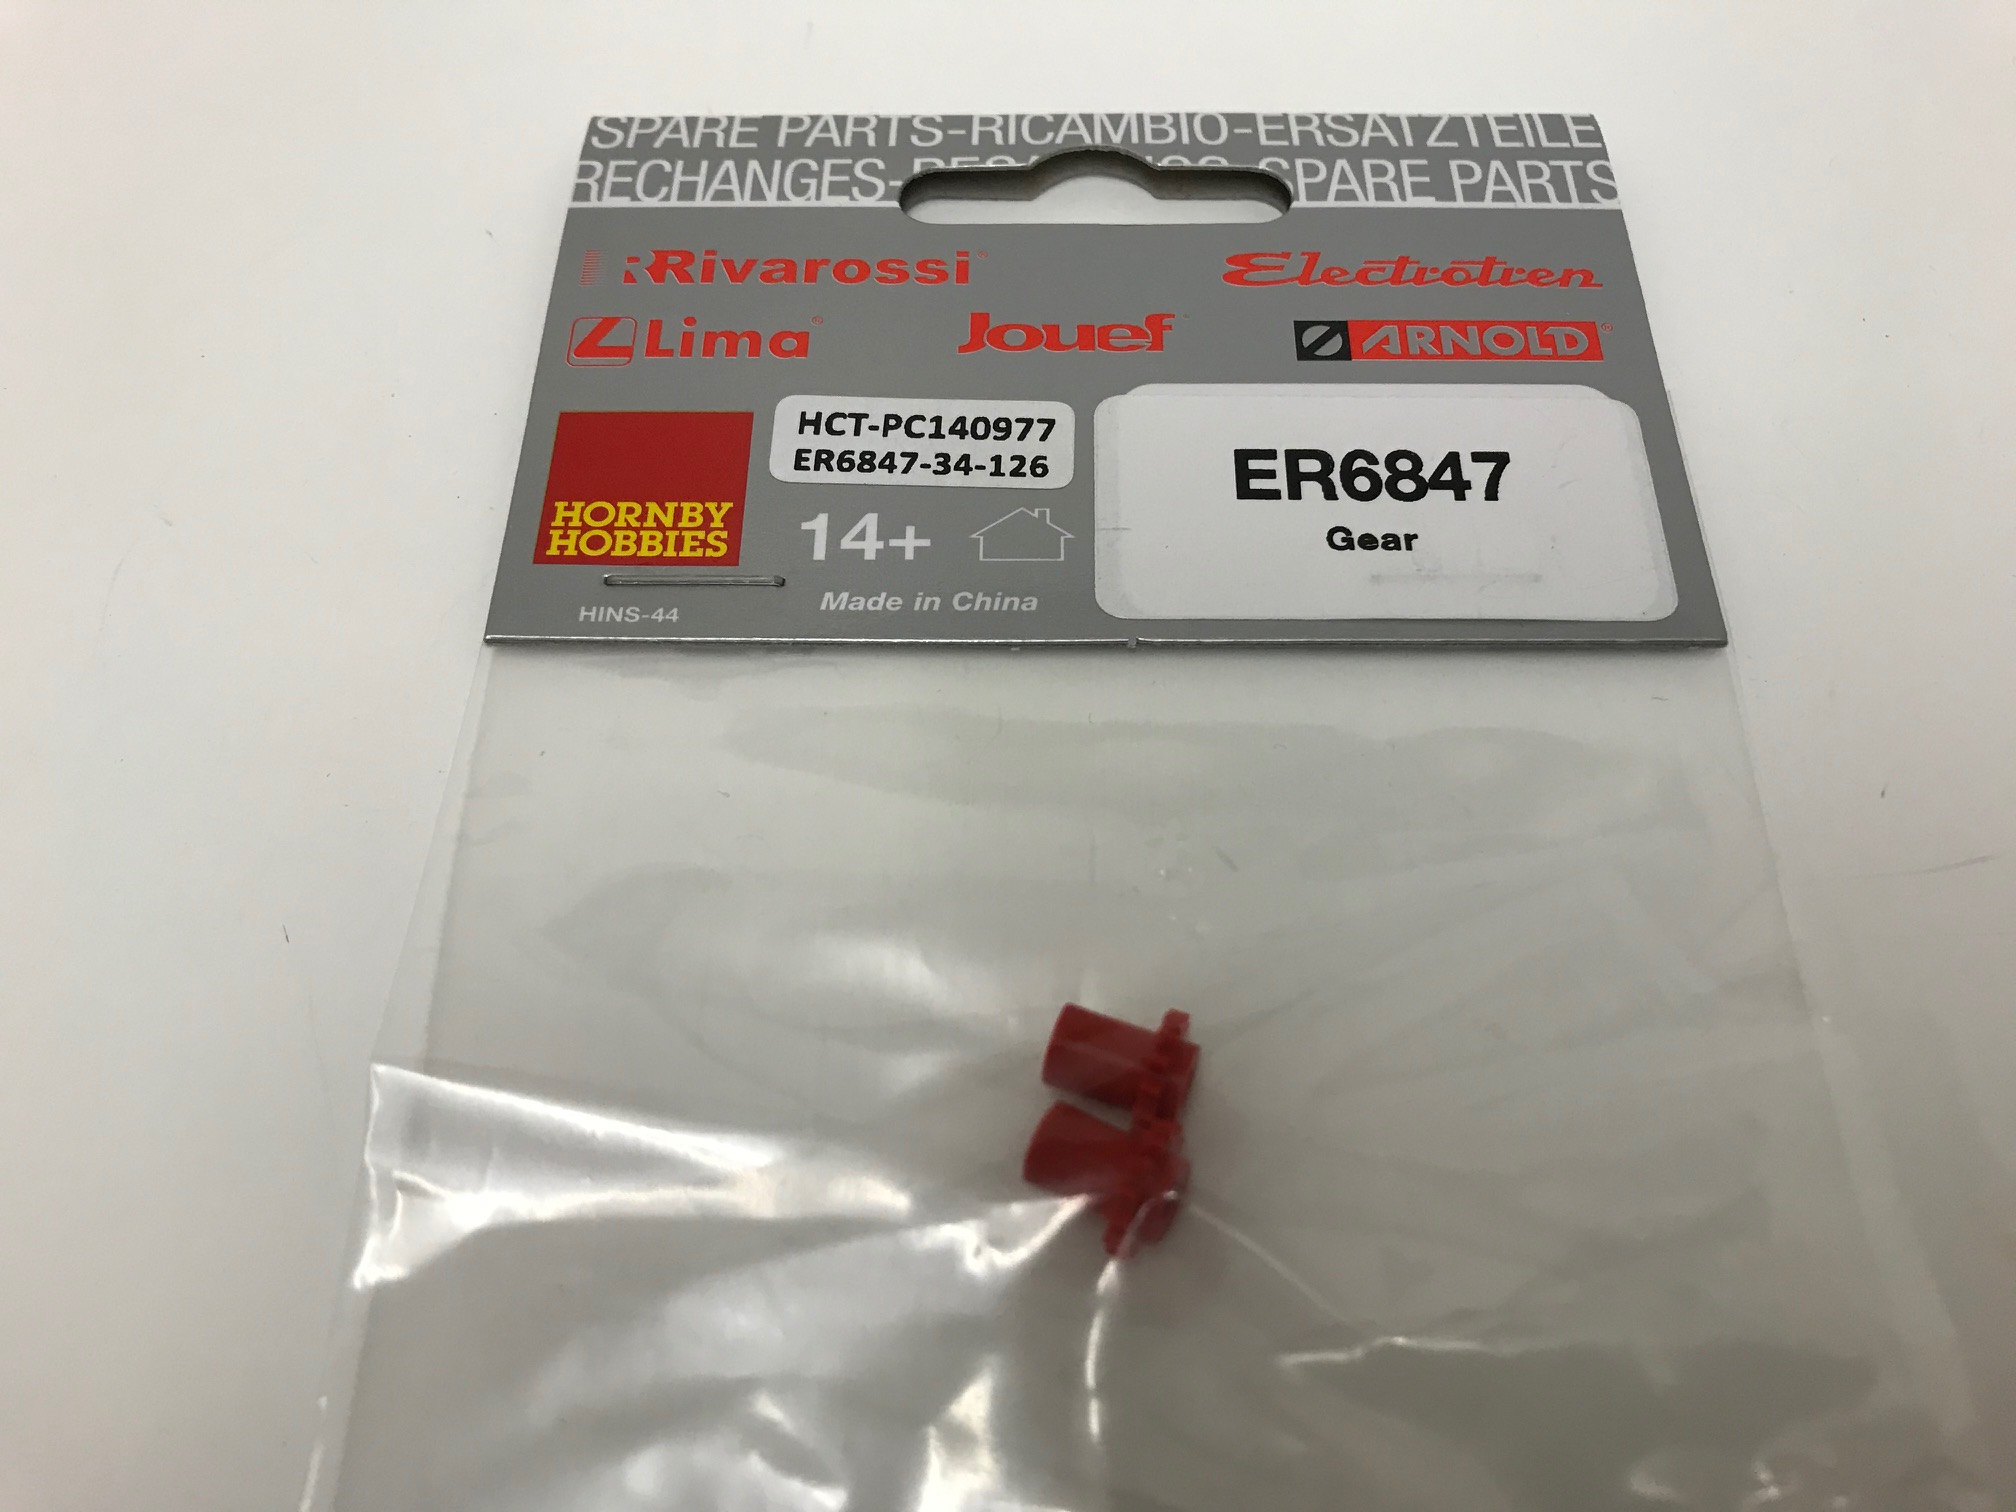 SPARE PARTS-RICAMBIO-ERSATZTEILE
RECHANGES- SPARE PARTS
Rivarossi®
Electrotren
Lima®
Jouef
ARNOLD®
HORNBY
HOBBIES
HCT-PC140977
ER6847-34-126
14+
Made in China
HINS-44
ER6847
Gear